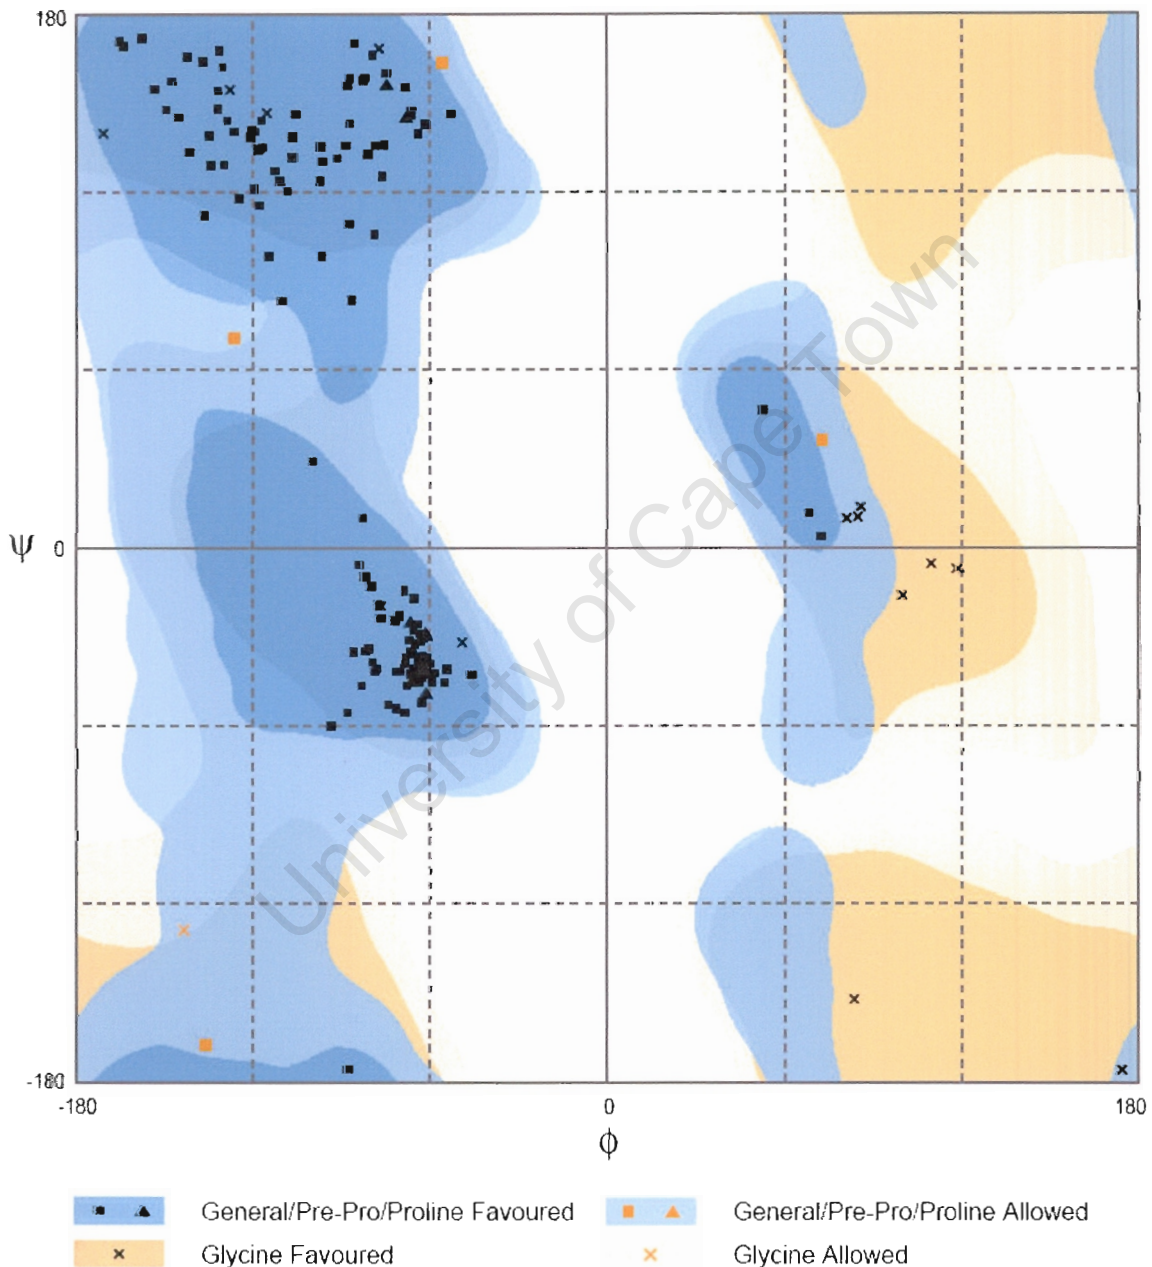 180
University of Cape Town
ψ
0
-180
-180
0
180
ϕ
General/Pre-Pro/Proline Favoured
General/Pre-Pro/Proline Allowed
Glycine Favoured
Glycine Allowed